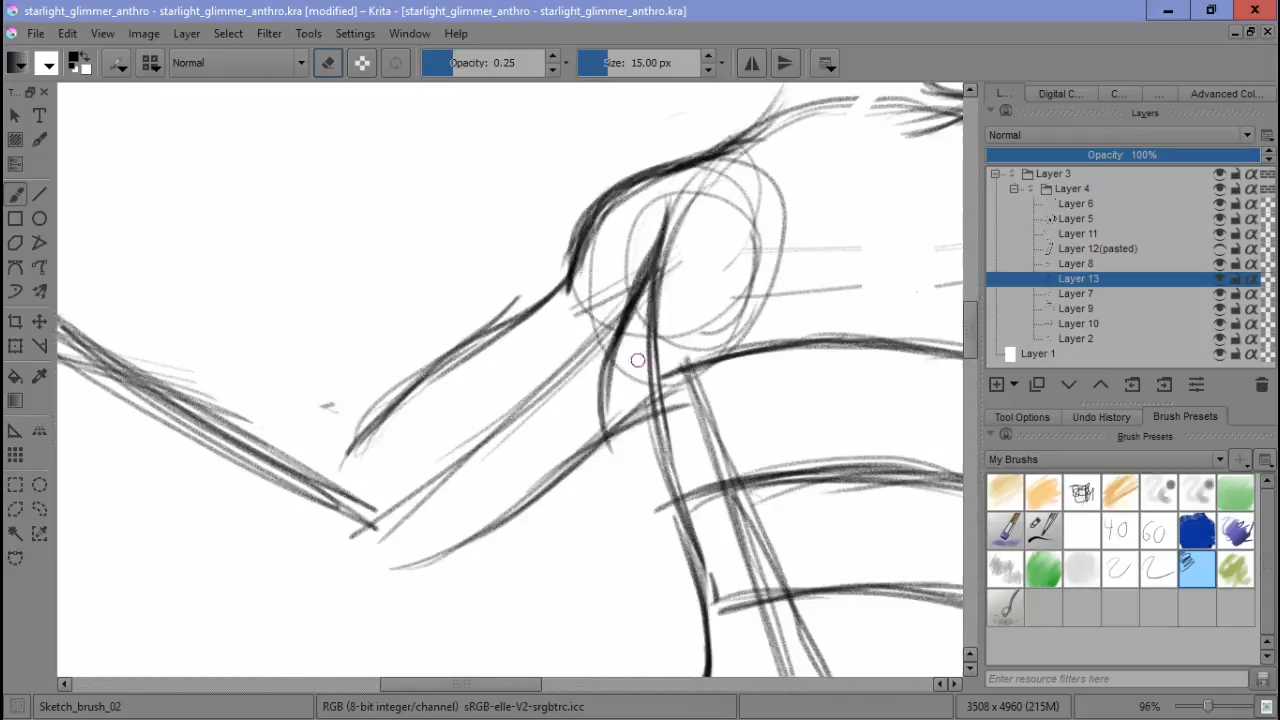 starlight_glimmer_anthro - starlight_glimmer_anthro.kra [modified] – Krita - [starlight_glimmer_anthro.kra]
File Edit View Image Layer Select Filter Tools Settings Window Help
Normal Opacity: 0.25 Size: 15.00 px
T... L... Digital C... C... ... Advanced Col...
Layers
Normal
Opacity: 100%
Layer 3
Layer 4
Layer 6
Layer 5
Layer 11
Layer 12(pasted)
Layer 8
Layer 13
Layer 7
Layer 9
Layer 10
Layer 2
Layer 1
Tool Options Undo History Brush Presets
Brush Presets
My Brushes
40 60
Enter resource filters here
Sketch_brush_02 RGB (8-bit integer/channel) sRGB-elle-V2-srgbtrc.icc 3508 x 4960 (215M) 96%